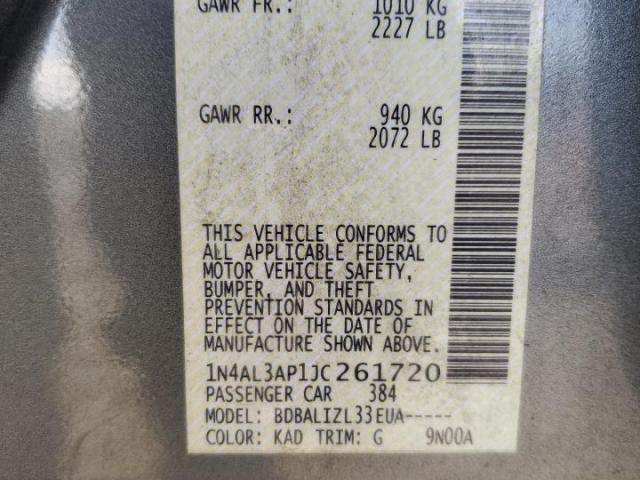 GAWR FR.: 1010 KG
2227 LB
GAWR RR.: 940 KG
2072 LB
THIS VEHICLE CONFORMS TO
ALL APPLICABLE FEDERAL
MOTOR VEHICLE SAFETY,
BUMPER, AND THEFT
PREVENTION STANDARDS IN
EFFECT ON THE DATE OF
MANUFACTURE SHOWN ABOVE.
1N4AL3AP1JC261720
PASSENGER CAR 384
MODEL: BDBALIZL33EUA-----
COLOR: KAD TRIM: G 9N00A